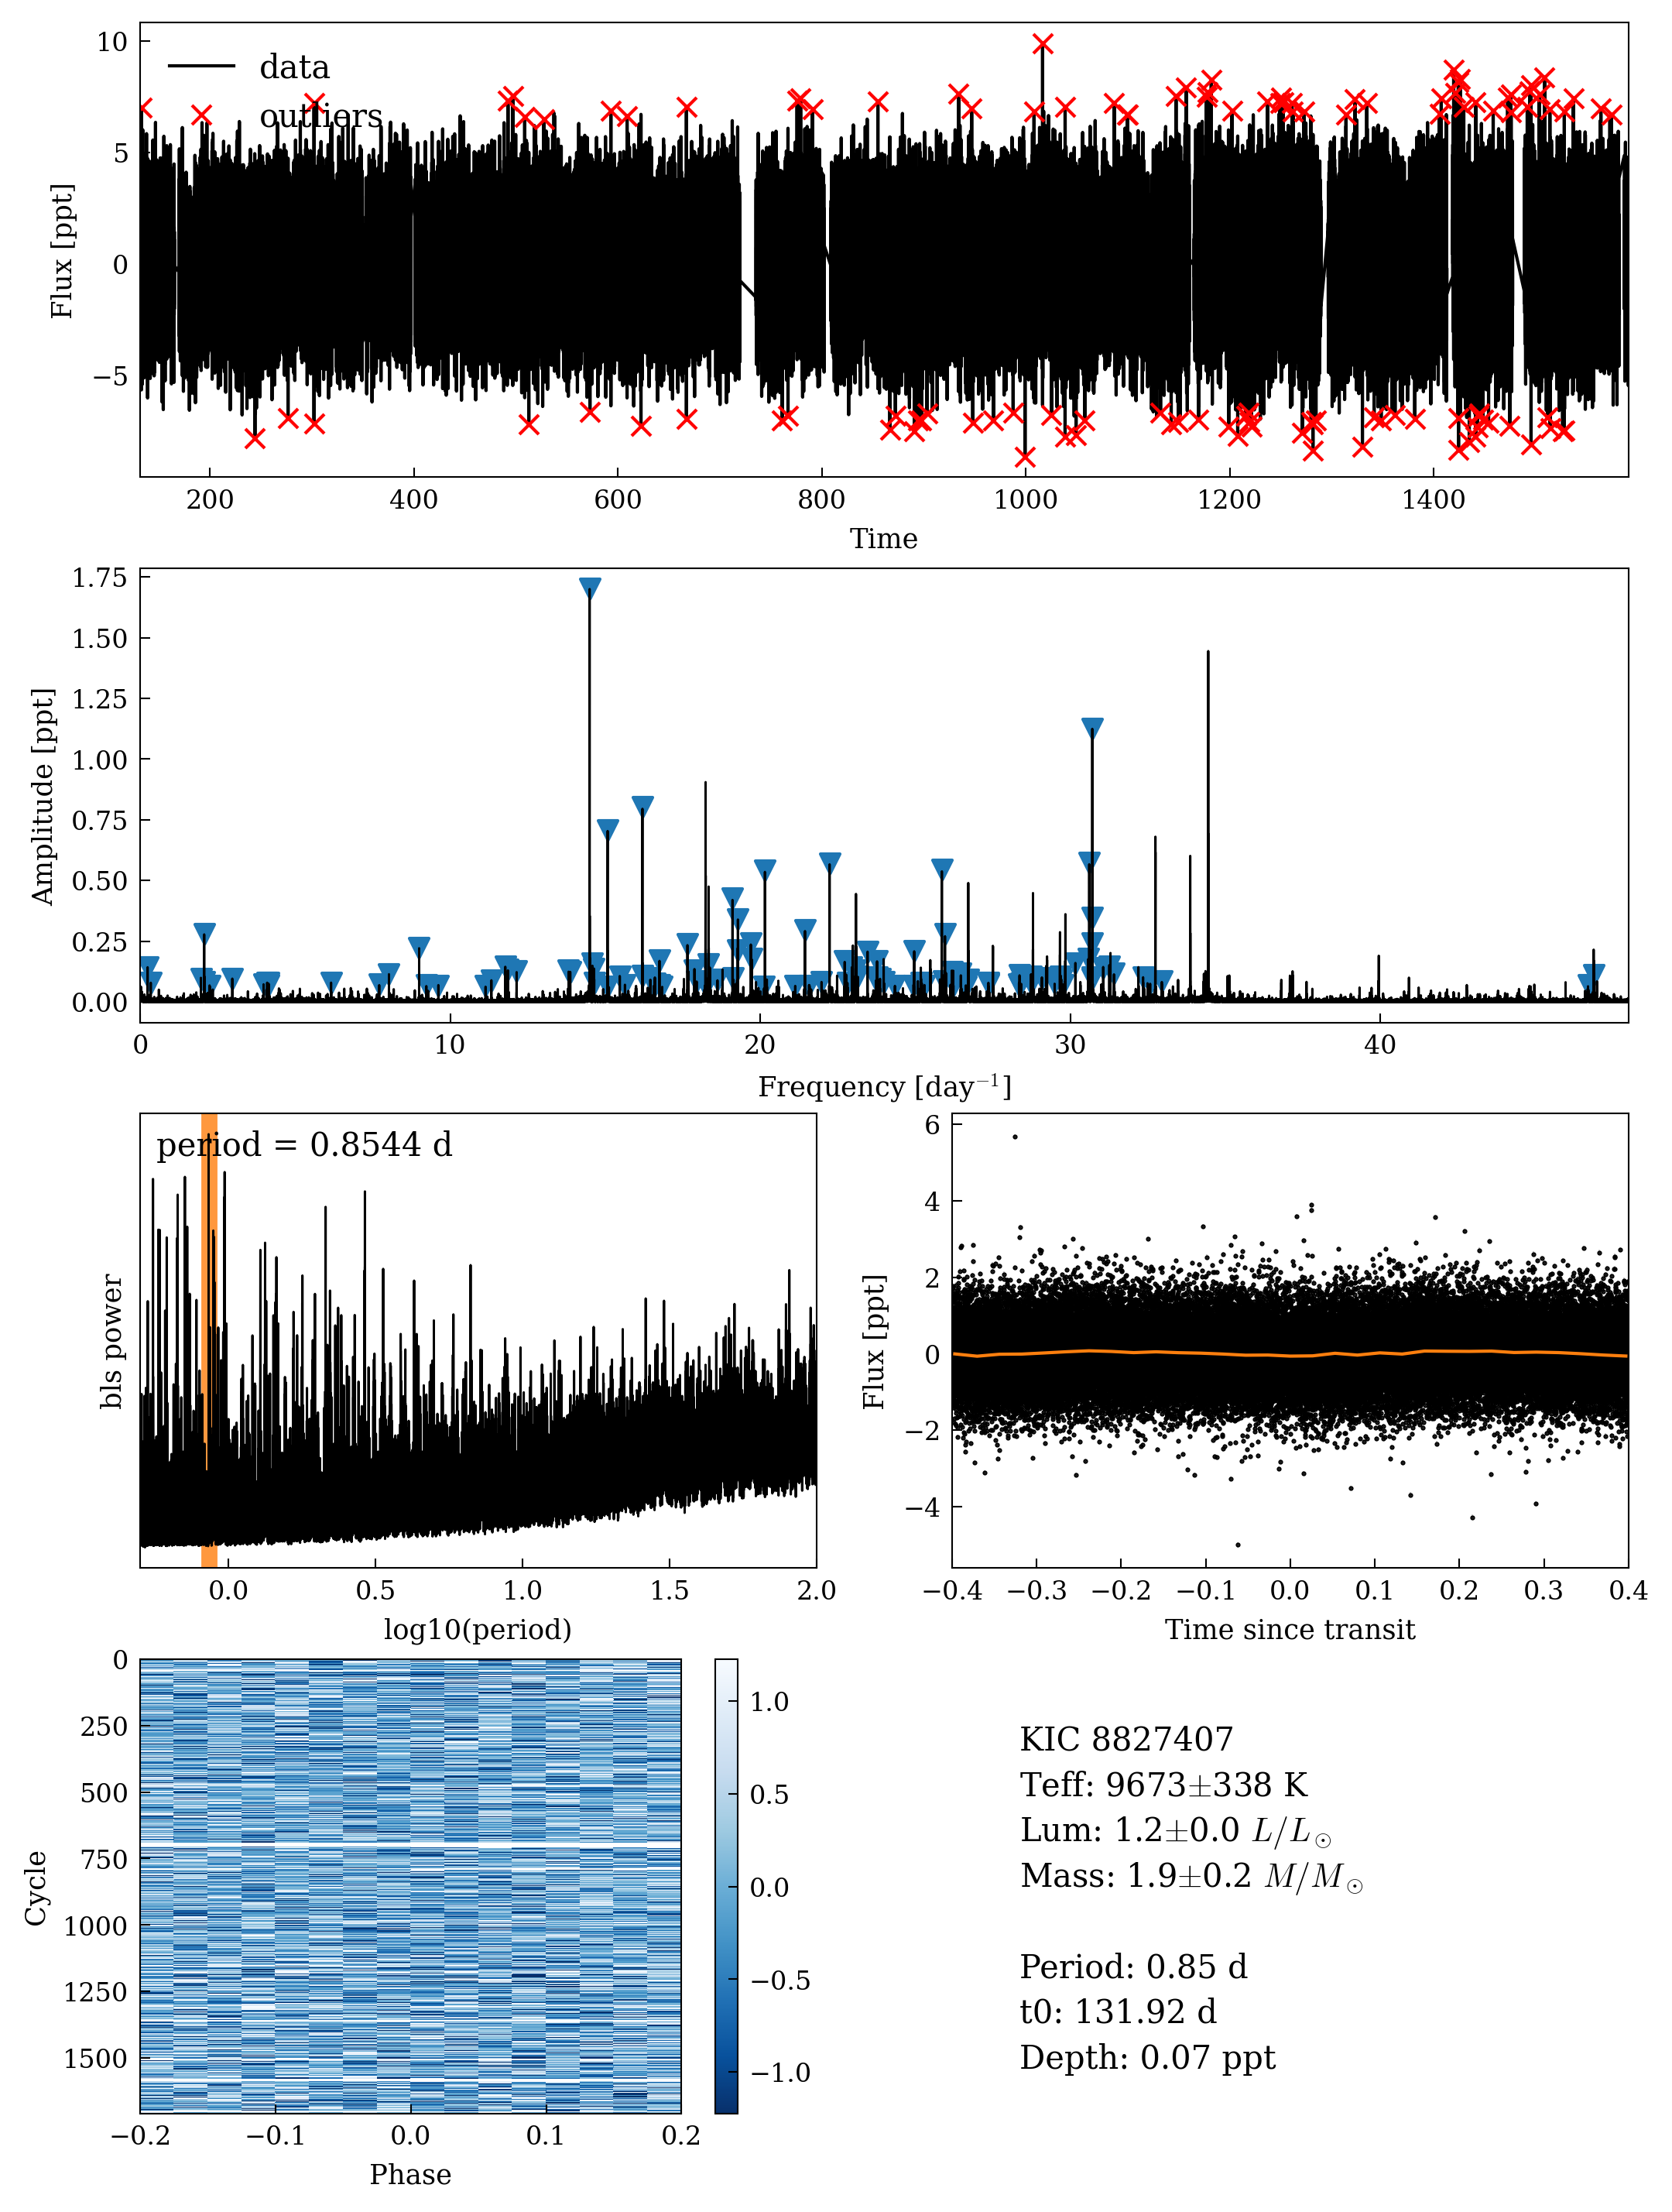 data
outliers
10
5
0
−5
Flux [ppt]
200 400 600 800 1000 1200 1400
Time
1.75
1.50
1.25
1.00
0.75
0.50
0.25
0.00
Amplitude [ppt]
0 10 20 30 40
Frequency [day⁻¹]
period = 0.8544 d
bls power
0.0 0.5 1.0 1.5 2.0
log10(period)
6
4
2
0
−2
−4
Flux [ppt]
−0.4 −0.3 −0.2 −0.1 0.0 0.1 0.2 0.3 0.4
Time since transit
0
250
500
750
1000
1250
1500
Cycle
−0.2 −0.1 0.0 0.1 0.2
Phase
1.0
0.5
0.0
−0.5
−1.0
KIC 8827407
Teff: 9673±338 K
Lum: 1.2±0.0 L/L☉
Mass: 1.9±0.2 M/M☉
Period: 0.85 d
t0: 131.92 d
Depth: 0.07 ppt